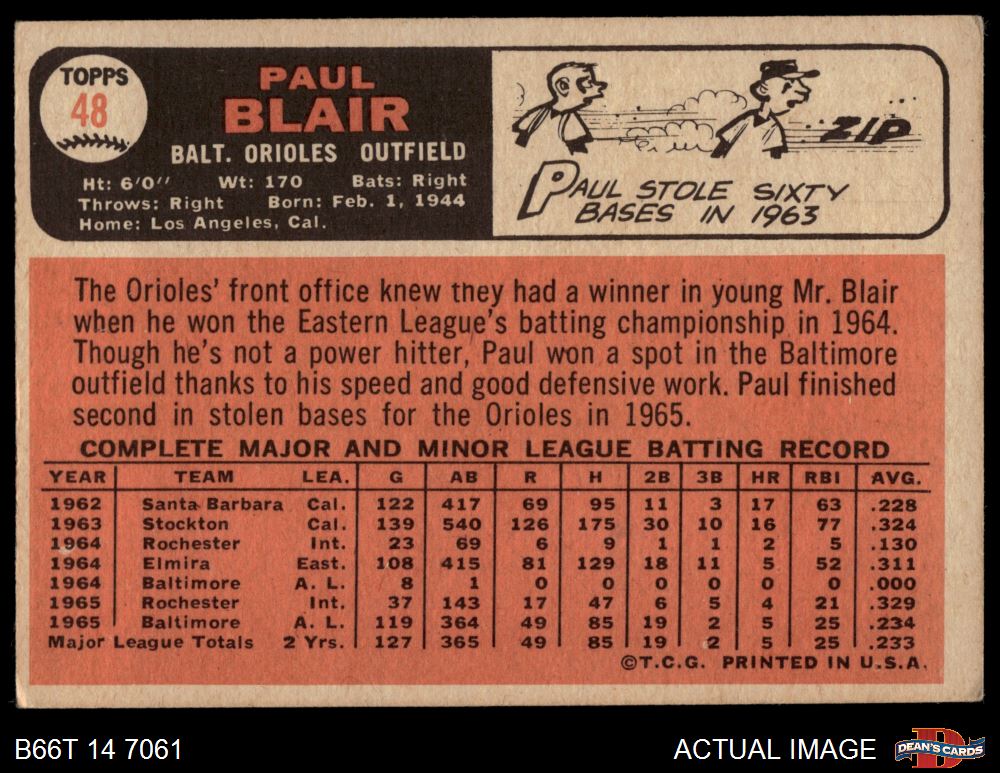 TOPPS
48
PAUL
BLAIR
BALT. ORIOLES OUTFIELD
Ht: 6'0" Wt: 170 Bats: Right
Throws: Right Born: Feb. 1, 1944
Home: Los Angeles, Cal.
ZIP
PAUL STOLE SIXTY
BASES IN 1963
The Orioles' front office knew they had a winner in young Mr. Blair
when he won the Eastern League's batting championship in 1964.
Though he's not a power hitter, Paul won a spot in the Baltimore
outfield thanks to his speed and good defensive work. Paul finished
second in stolen bases for the Orioles in 1965.
COMPLETE MAJOR AND MINOR LEAGUE BATTING RECORD
YEAR TEAM LEA. G AB R H 2B 3B HR RBI AVG.
1962 Santa Barbara Cal. 122 417 69 95 11 3 17 63 .228
1963 Stockton Cal. 139 540 126 175 30 10 16 77 .324
1964 Rochester Int. 23 69 6 9 1 1 2 5 .130
1964 Elmira East. 108 415 81 129 18 11 5 52 .311
1964 Baltimore A. L. 8 1 0 0 0 0 0 0 .000
1965 Rochester Int. 37 143 17 47 6 5 4 21 .329
1965 Baltimore A. L. 119 364 49 85 19 2 5 25 .234
Major League Totals 2 Yrs. 127 365 49 85 19 2 5 25 .233
©T.C.G. PRINTED IN U.S.A.
B66T 14 7061
ACTUAL IMAGE
D
DEAN'S CARDS